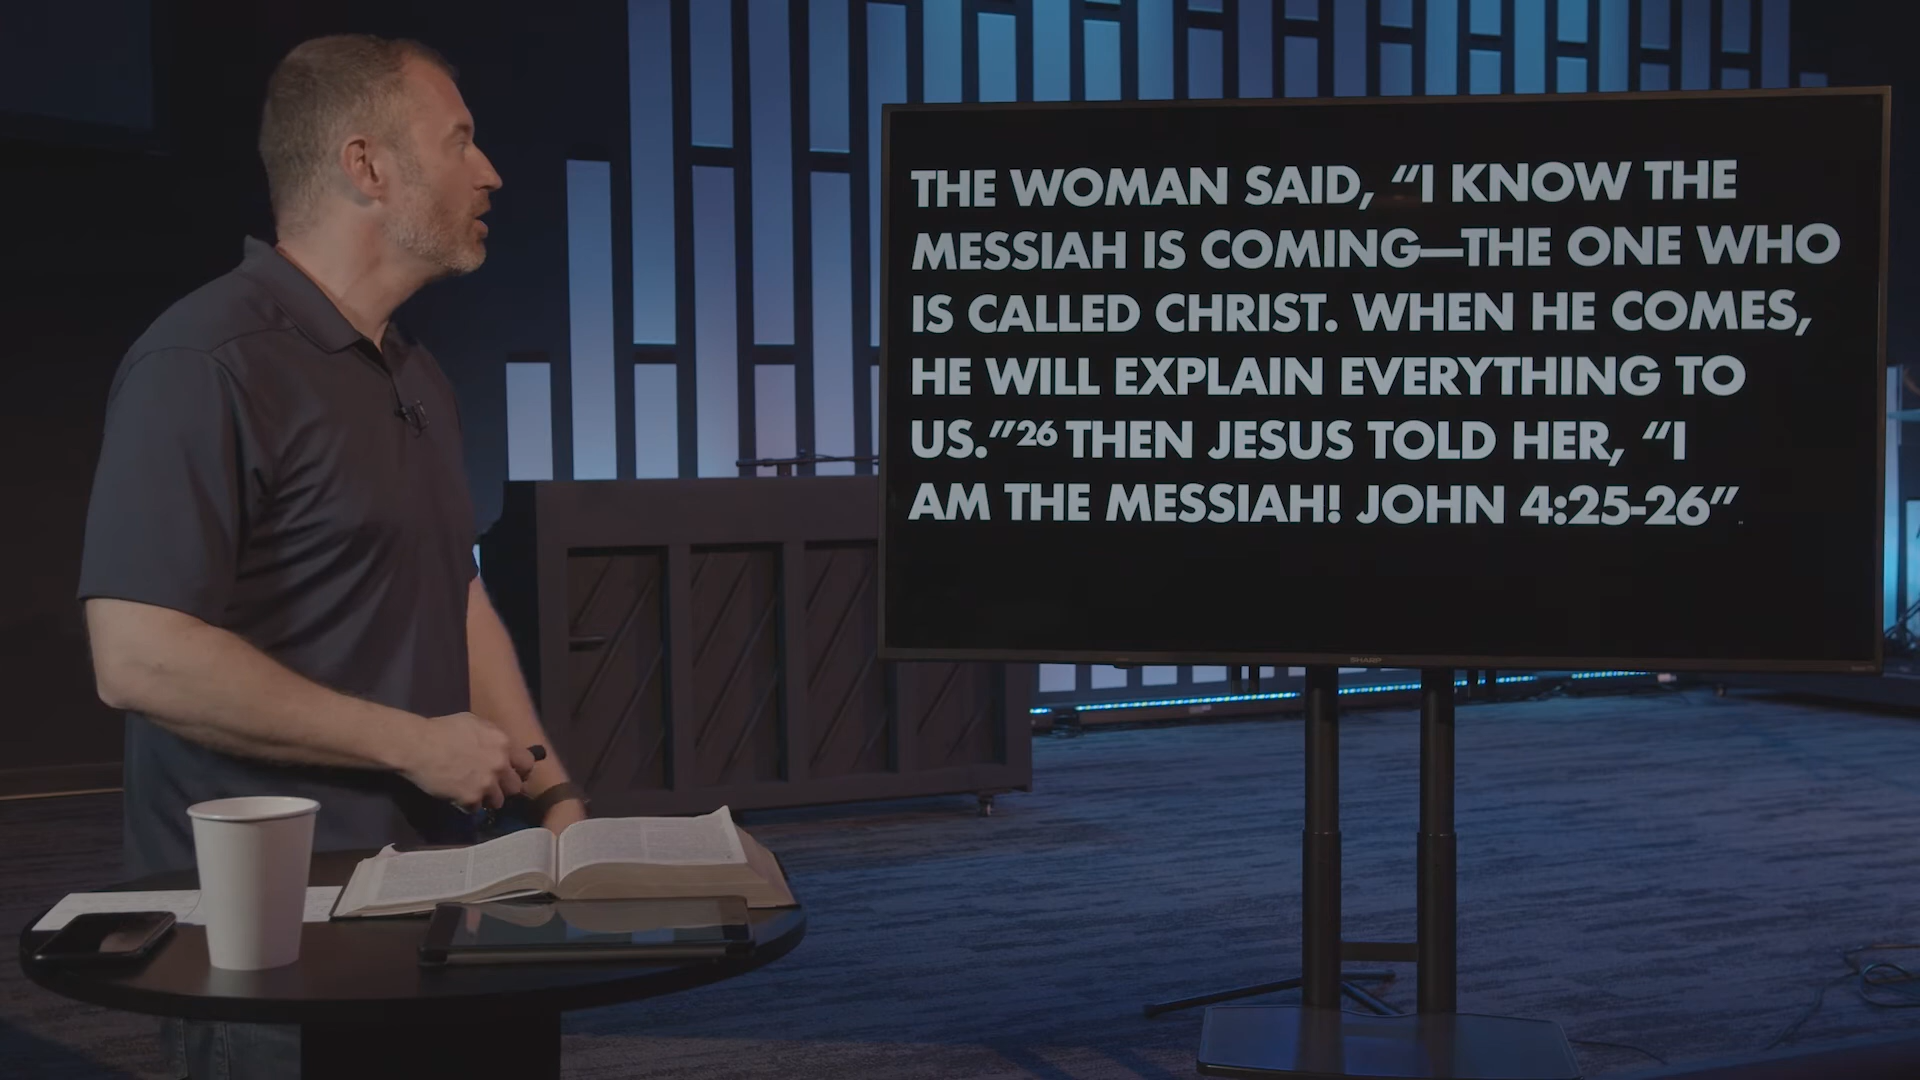 THE WOMAN SAID, “I KNOW THE
MESSIAH IS COMING—THE ONE WHO
IS CALLED CHRIST. WHEN HE COMES,
HE WILL EXPLAIN EVERYTHING TO
US.”26 THEN JESUS TOLD HER, “I
AM THE MESSIAH! JOHN 4:25-26”
SHARP